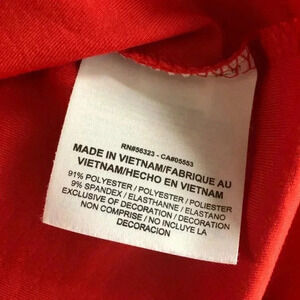 RN#56323 - CA#05553
MADE IN VIETNAM/FABRIQUE AU
VIETNAM/HECHO EN VIETNAM
91% POLYESTER / POLYESTER / POLIÉSTER
9% SPANDEX / ELASTHANNE / ELASTANO
EXCLUSIVE OF DECORATION / DECORATION
NON COMPRISE / NO INCLUYE LA
DECORACION